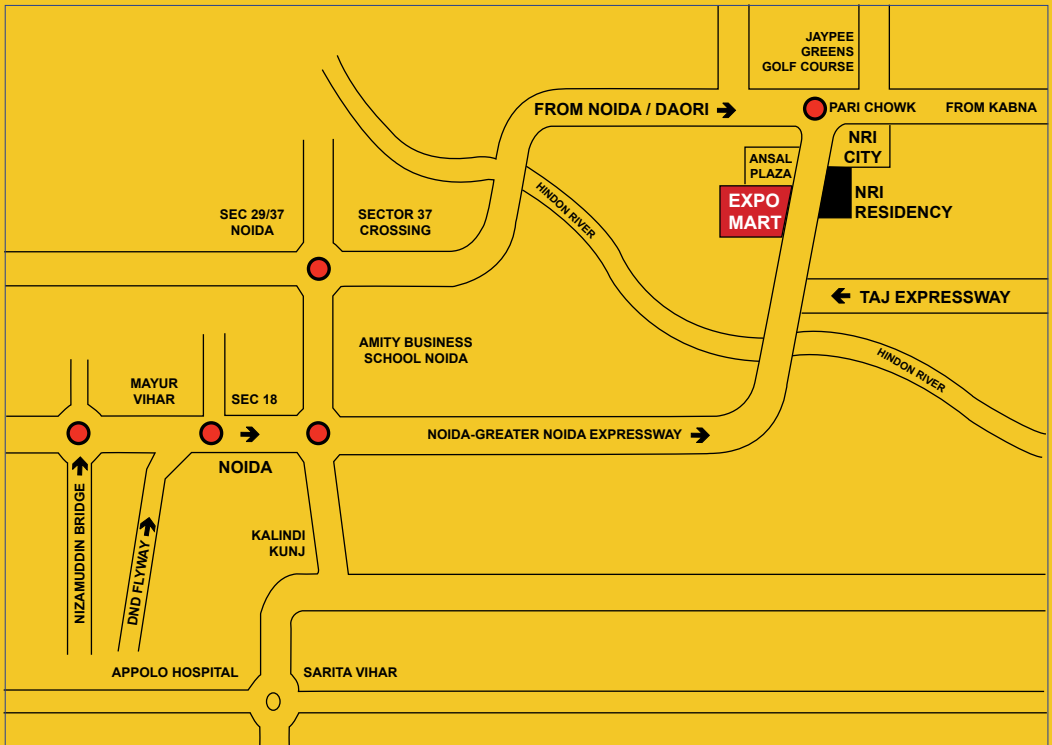 JAYPEE
GREENS
GOLF COURSE
FROM NOIDA / DAORI
PARI CHOWK
FROM KABNA
NRI
CITY
ANSAL
PLAZA
EXPO
MART
NRI
RESIDENCY
HINDON RIVER
SEC 29/37
NOIDA
SECTOR 37
CROSSING
TAJ EXPRESSWAY
AMITY BUSINESS
SCHOOL NOIDA
HINDON RIVER
MAYUR
VIHAR
SEC 18
NOIDA-GREATER NOIDA EXPRESSWAY
NOIDA
NIZAMUDDIN BRIDGE
DND FLYWAY
KALINDI
KUNJ
APPOLO HOSPITAL
SARITA VIHAR